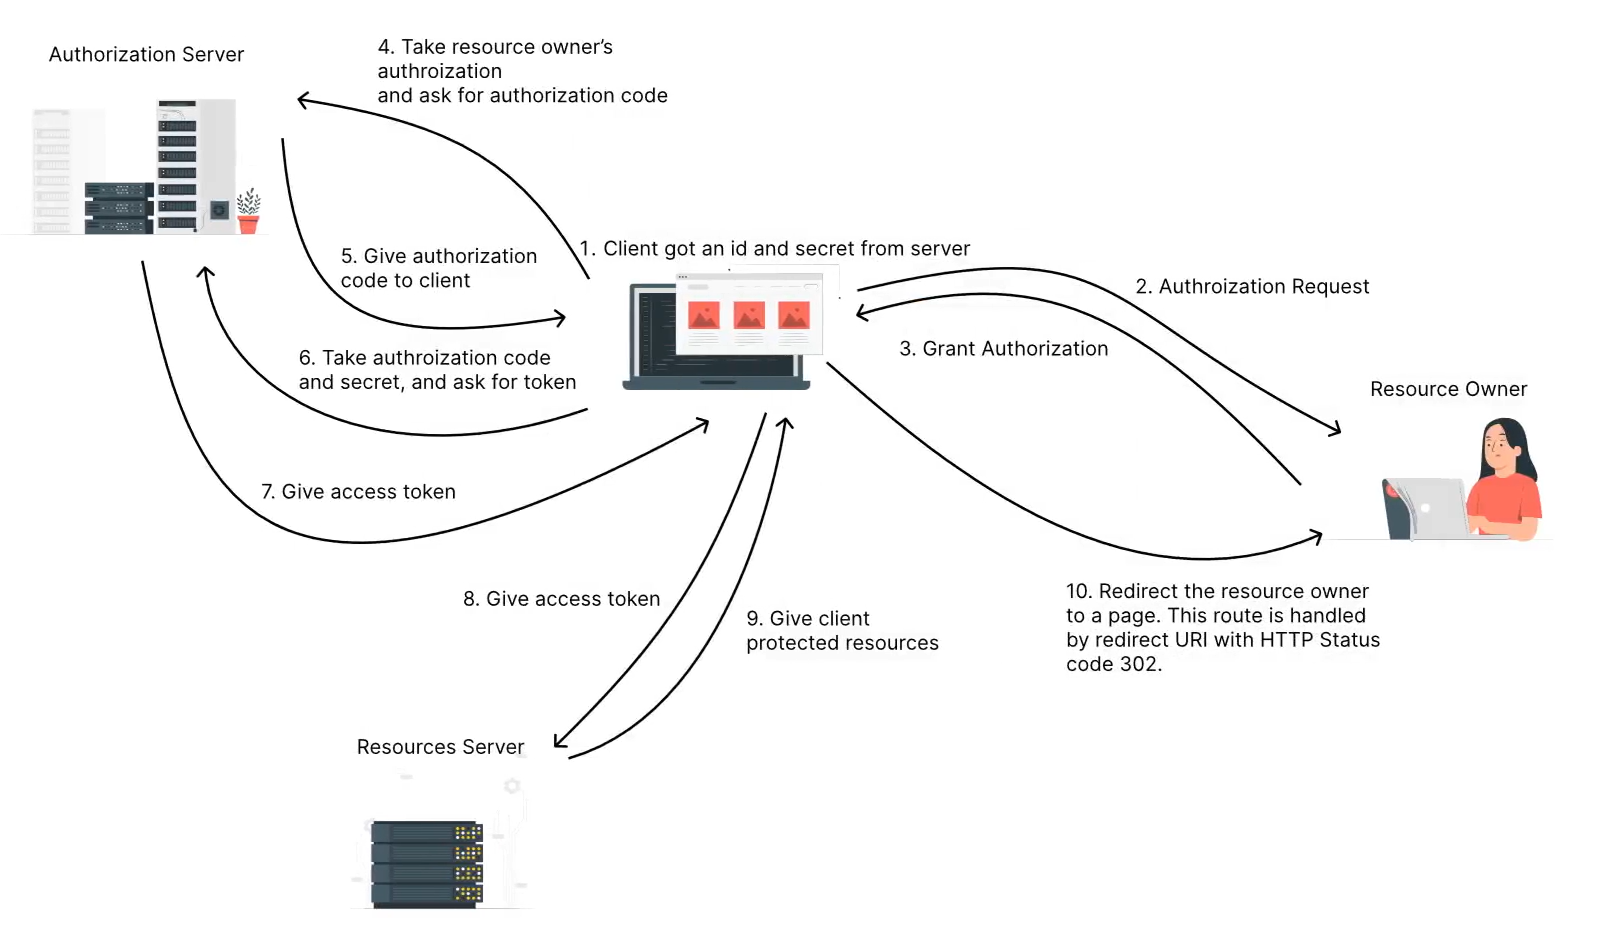 Authorization Server
4. Take resource owner’s
authroization
and ask for authorization code
5. Give authorization
code to client
1. Client got an id and secret from server
2. Authroization Request
3. Grant Authorization
6. Take authroization code
and secret, and ask for token
Resource Owner
7. Give access token
8. Give access token
9. Give client
protected resources
10. Redirect the resource owner
to a page. This route is handled
by redirect URI with HTTP Status
code 302.
Resources Server